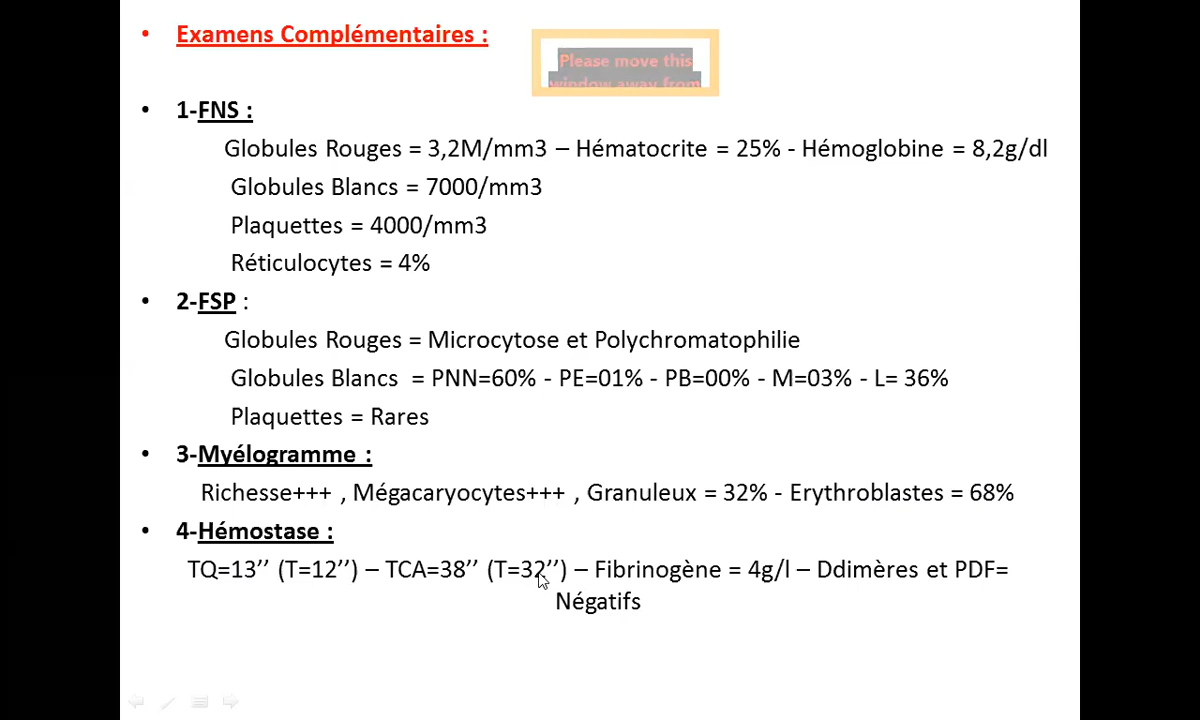 • Examens Complémentaires :
Please move this
window away from
• 1-FNS :
Globules Rouges = 3,2M/mm3 – Hématocrite = 25% - Hémoglobine = 8,2g/dl
Globules Blancs = 7000/mm3
Plaquettes = 4000/mm3
Réticulocytes = 4%
• 2-FSP :
Globules Rouges = Microcytose et Polychromatophilie
Globules Blancs = PNN=60% - PE=01% - PB=00% - M=03% - L= 36%
Plaquettes = Rares
• 3-Myélogramme :
Richesse+++ , Mégacaryocytes+++ , Granuleux = 32% - Erythroblastes = 68%
• 4-Hémostase :
TQ=13’’ (T=12’’) – TCA=38’’ (T=32’’) – Fibrinogène = 4g/l – Ddimères et PDF=
Négatifs